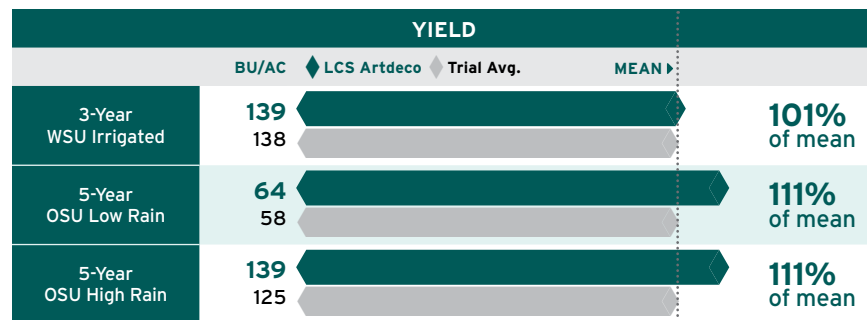 YIELD
BU/AC LCS Artdeco Trial Avg. MEAN
3-Year
WSU Irrigated
139
138
101%
of mean
5-Year
OSU Low Rain
64
58
111%
of mean
5-Year
OSU High Rain
139
125
111%
of mean